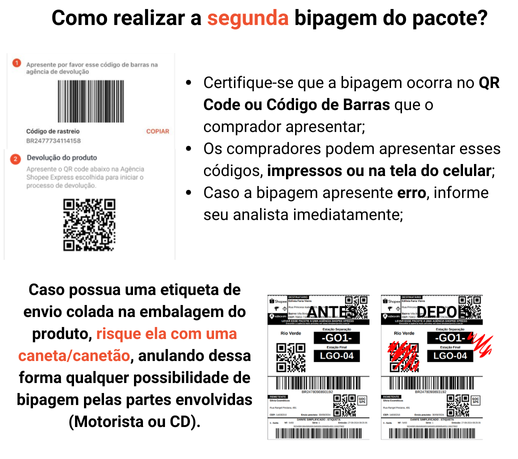 Como realizar a segunda bipagem do pacote?
1 Apresente por favor esse código de barras na
agência de devolução
Código de rastreio COPIAR
BR2477734114158
2 Devolução do produto
Apresente o QR code abaixo na Agência
Shopee Express escolhida para iniciar o
processo de devolução.
• Certifique-se que a bipagem ocorra no QR
Code ou Código de Barras que o
comprador apresentar;
• Os compradores podem apresentar esses
códigos, impressos ou na tela do celular;
• Caso a bipagem apresente erro, informe
seu analista imediatamente;
Caso possua uma etiqueta de
envio colada na embalagem do
produto, risque ela com uma
caneta/canetão, anulando dessa
forma qualquer possibilidade de
bipagem pelas partes envolvidas
(Motorista ou CD).
ANTES
Rio Verde
-GO1-
LGO-04
DEPOIS
Rio Verde
-GO1-
LGO-04